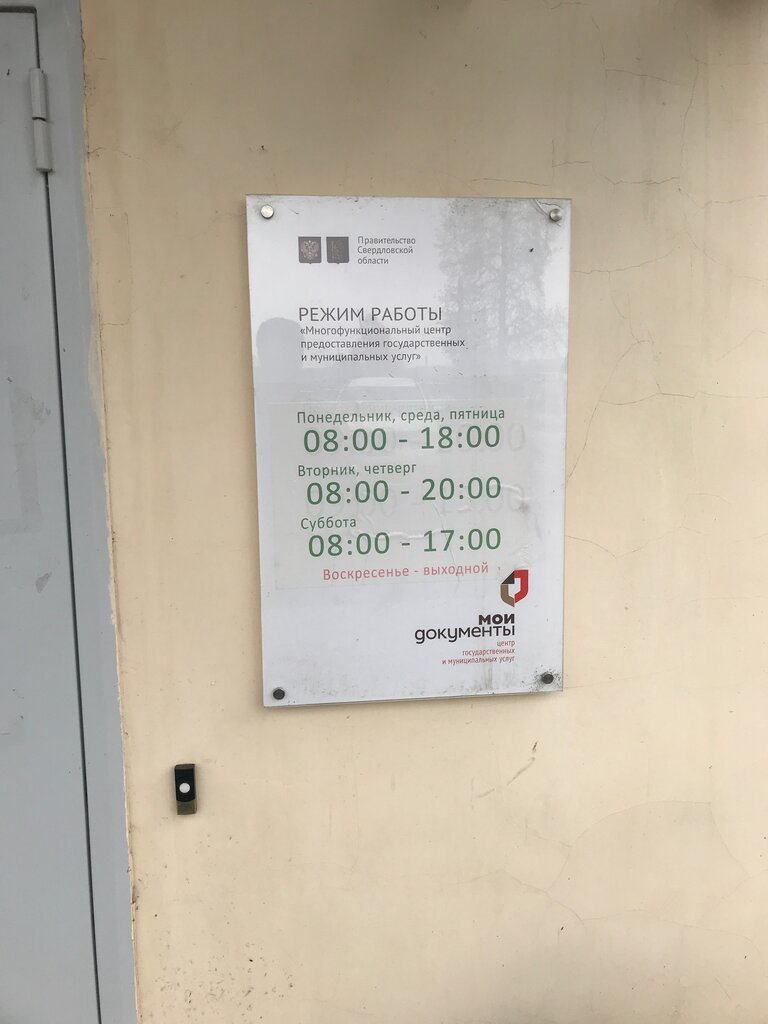 Правительство
Свердловской
области
РЕЖИМ РАБОТЫ
«Многофункциональный центр
предоставления государственных
и муниципальных услуг»
Понедельник, среда, пятница
08:00 - 18:00
Вторник, четверг
08:00 - 20:00
Суббота
08:00 - 17:00
Воскресенье - выходной
мои
документы
центр
государственных
и муниципальных услуг